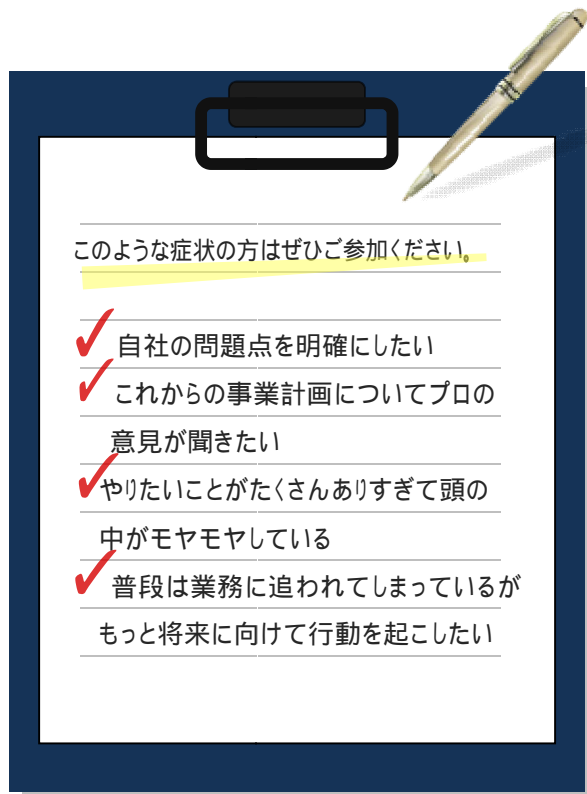 このような症状の方はぜひご参加ください。
自社の問題点を明確にしたい
これからの事業計画についてプロの
意見が聞きたい
やりたいことがたくさんありすぎて頭の
中がモヤモヤしている
普段は業務に追われてしまっているが
もっと将来に向けて行動を起こしたい